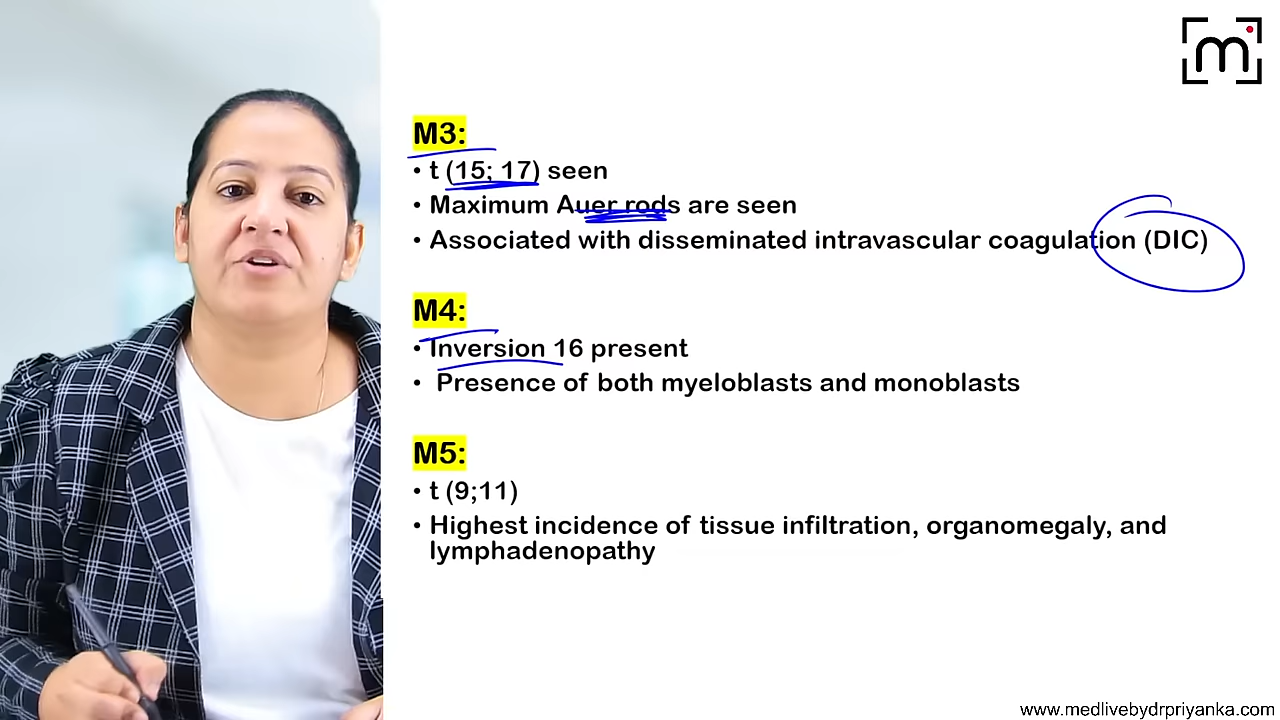 m
M3:
• t (15; 17) seen
• Maximum Auer rods are seen
• Associated with disseminated intravascular coagulation (DIC)
M4:
• Inversion 16 present
• Presence of both myeloblasts and monoblasts
M5:
• t (9;11)
• Highest incidence of tissue infiltration, organomegaly, and
lymphadenopathy
www.medlivebydrpriyanka.com